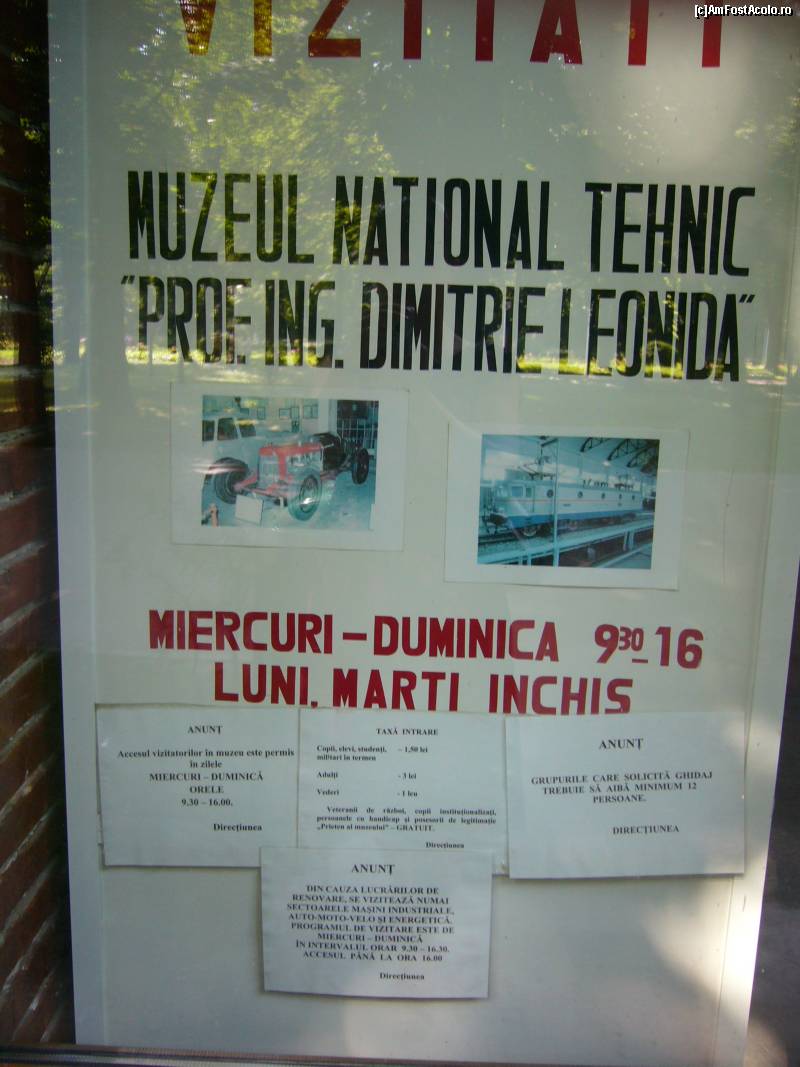 [c]AmFostAcolo.ro
VIZITATI
MUZEUL NATIONAL TEHNIC
"PROF. ING. DIMITRIE LEONIDA"
MIERCURI – DUMINICA 9³⁰– 16
LUNI, MARTI INCHIS
ANUNȚ
Accesul vizitatorilor în muzeu este permis
în zilele
MIERCURI – DUMINICĂ
ORELE
9.30 – 16.00.
Direcțiunea
TAXĂ INTRARE
Copii, elevi, studenți, – 1,50 lei
militari în termen
Adulți - 3 lei
Vederi - 1 leu
Veteranii de război, copii instituționalizați,
persoanele cu handicap și posesorii de legitimație
„Prieten al muzeului” – GRATUIT.
Direcțiunea
ANUNȚ
GRUPURILE CARE SOLICITĂ GHIDAJ
TREBUIE SĂ AIBĂ MINIMUM 12
PERSOANE.
DIRECȚIUNEA
ANUNȚ
DIN CAUZA LUCRĂRILOR DE
RENOVARE, SE VIZITEAZĂ NUMAI
SECTOARELE MAȘINI INDUSTRIALE,
AUTO-MOTO-VELO ȘI ENERGETICĂ.
PROGRAMUL DE VIZITARE ESTE DE
MIERCURI – DUMINICĂ
ÎN INTERVALUL ORAR 9.30 – 16.30.
ACCESUL PÂNĂ LA ORA 16.00
Direcțiunea